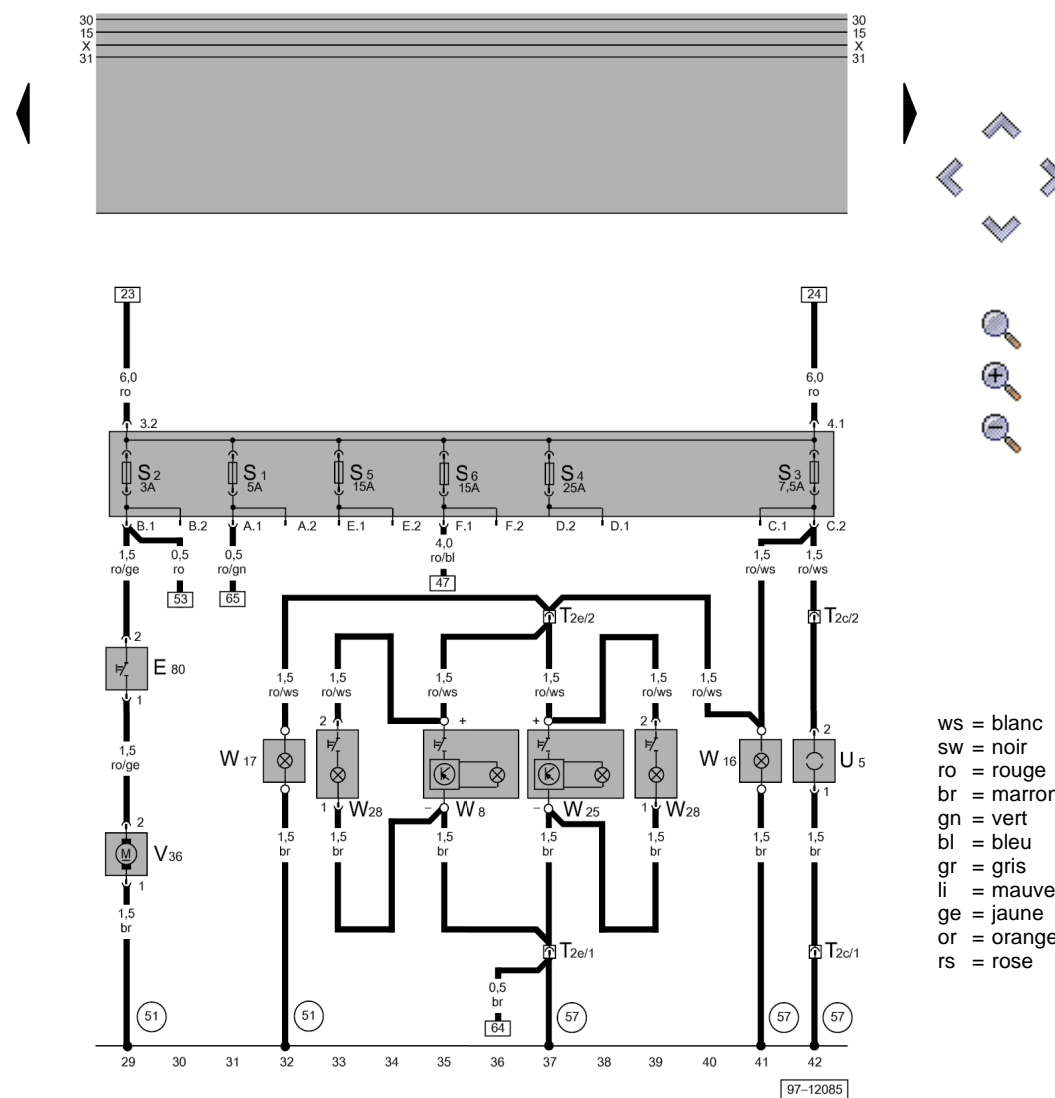 30 30
15 15
X X
31 31
23 24
6,0 6,0
ro ro
3.2 4.1
S2 S1 S5 S6 S4 S3
3A 5A 15A 15A 25A 7,5A
B.1 B.2 A.1 A.2 E.1 E.2 F.1 F.2 D.2 D.1 C.1 C.2
1,5 0,5 0,5 4,0 1,5 1,5
ro/ge ro ro/gn ro/bl ro/ws ro/ws
53 65 47
T2e/2 T2c/2
2
E 80
1
1,5 1,5 1,5 1,5 1,5 1,5
ro/ws ro/ws ro/ws ro/ws ro/ws ro/ws
2 + + 2 2
W 17 W 16 U 5
1 W28 – W 8 – W 25 1 W28 1
1,5
ro/ge
1,5 1,5 1,5 1,5 1,5 1,5 1,5
br br br br br br br
2
M V36
1
1,5
br
T2e/1 T2c/1
0,5
br
64
51 51 57 57 57
29 30 31 32 33 34 35 36 37 38 39 40 41 42
97–12085
ws = blanc
sw = noir
ro = rouge
br = marron
gn = vert
bl = bleu
gr = gris
li = mauve
ge = jaune
or = orange
rs = rose